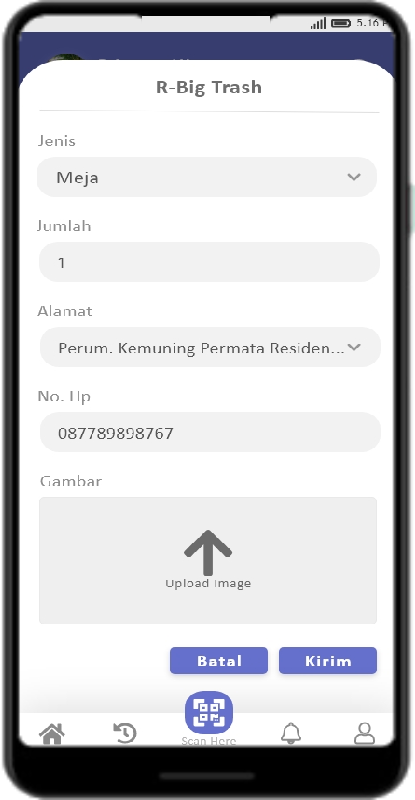 5.16
R-Big Trash
Jenis
Meja
Jumlah
1
Alamat
Perum. Kemuning Permata Residen...
No. Hp
087789898767
Gambar
Upload Image
Batal
Kirim
Scan Here